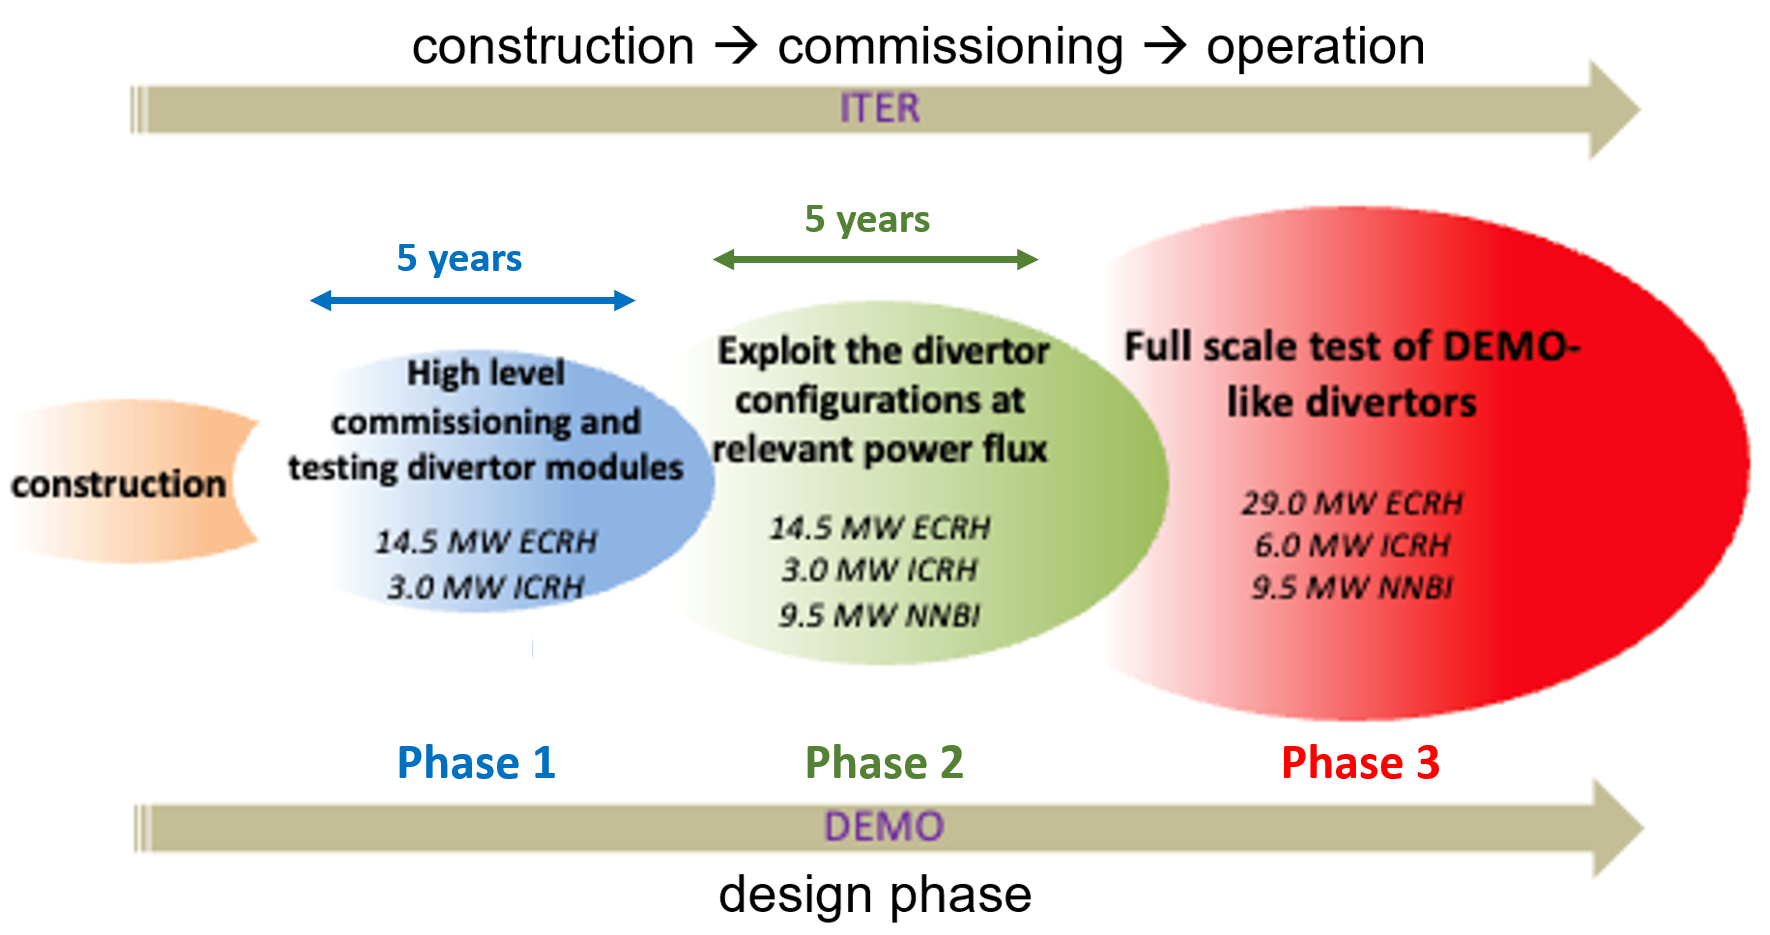 construction → commissioning → operation
ITER
5 years
5 years
construction
High level
commissioning and
testing divertor modules
14.5 MW ECRH
3.0 MW ICRH
Exploit the divertor
configurations at
relevant power flux
14.5 MW ECRH
3.0 MW ICRH
9.5 MW NNBI
Full scale test of DEMO-
like divertors
29.0 MW ECRH
6.0 MW ICRH
9.5 MW NNBI
Phase 1
Phase 2
Phase 3
DEMO
design phase